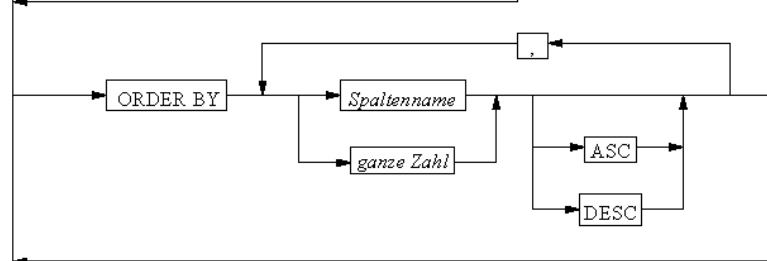 ,
ORDER BY
Spaltenname
ganze Zahl
ASC
DESC